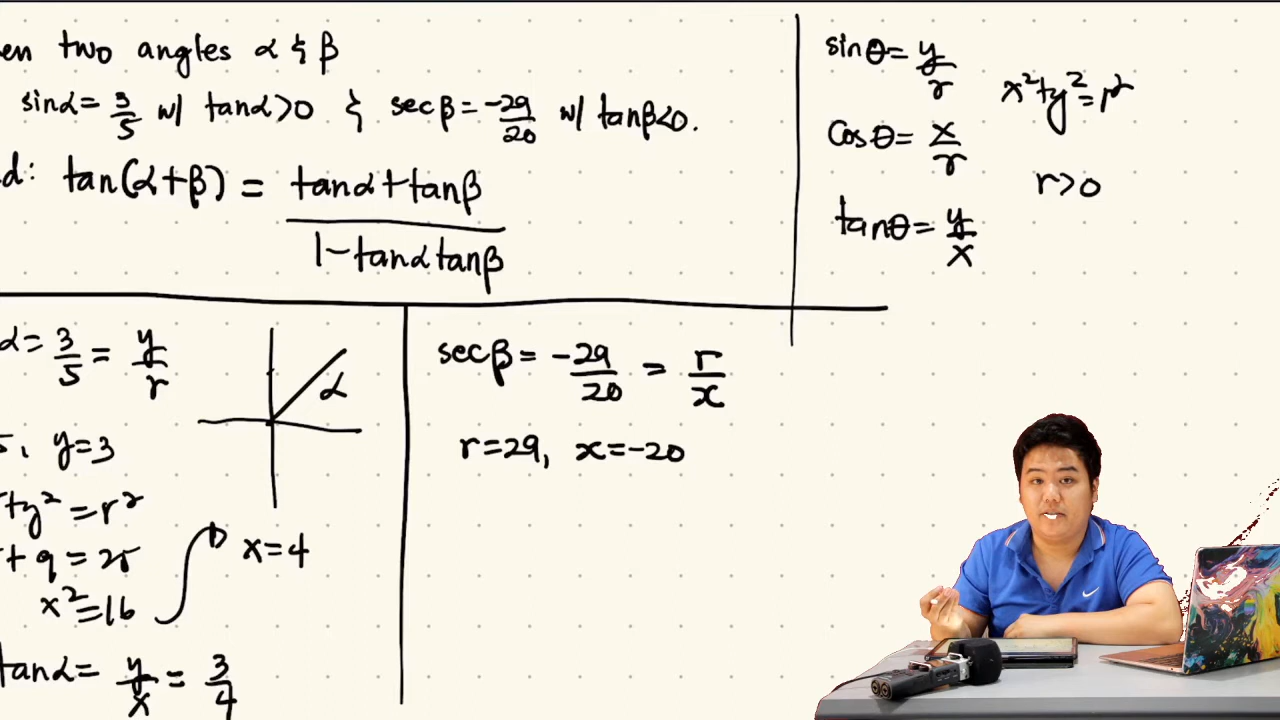 en two angles α & β
sinα = 3/5 w/ tanα>0 & secβ = -29/20 w/ tanβ<0.
d: tan(α+β) = tanα+tanβ / 1-tanαtanβ
sinθ = y/r
x²+y²=r²
cosθ = x/r
r>0
tanθ = y/x
α = 3/5 = y/r
α
5, y=3
+y²=r²
+9=25
x²=16
x=4
tanα = y/x = 3/4
secβ = -29/20 = r/x
r=29, x=-20